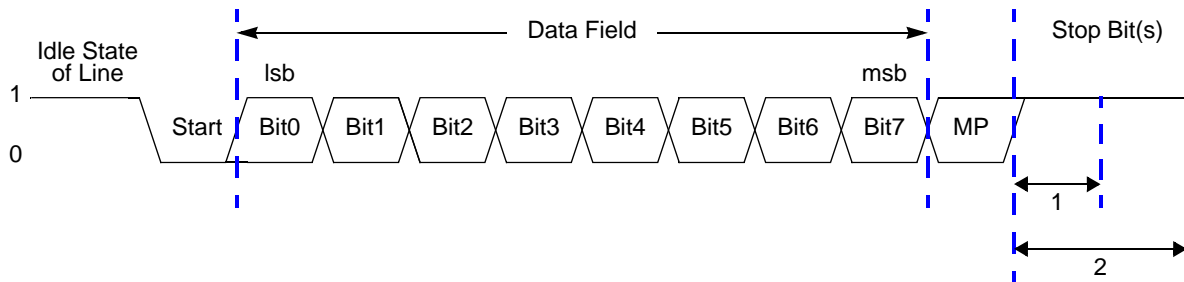 Data Field
Stop Bit(s)
Idle State
of Line
lsb
msb
1
Start
Bit0
Bit1
Bit2
Bit3
Bit4
Bit5
Bit6
Bit7
MP
0
1
2